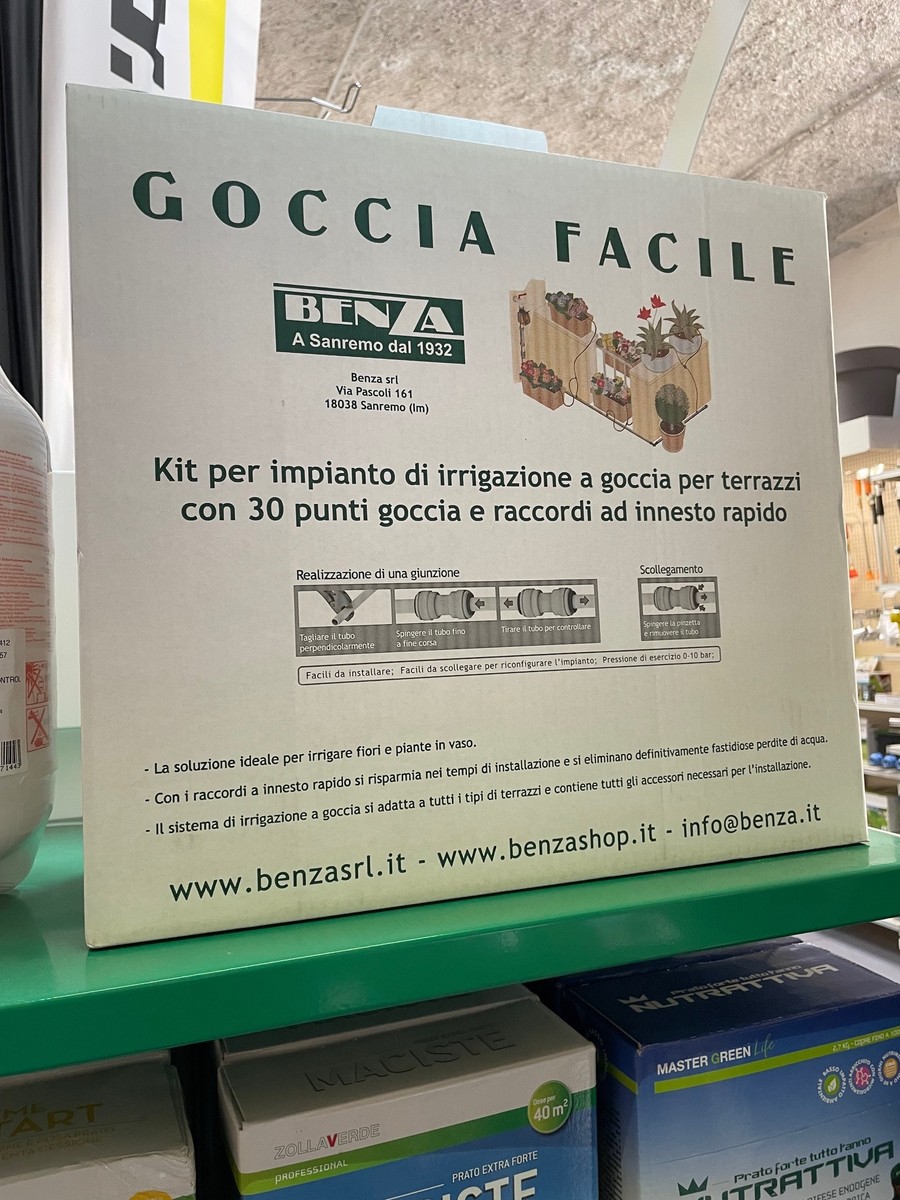 GOCCIA FACILE
BENZA
A Sanremo dal 1932
Benza srl
Via Pascoli 161
18038 Sanremo (Im)
Kit per impianto di irrigazione a goccia per terrazzi
con 30 punti goccia e raccordi ad innesto rapido
Realizzazione di una giunzione
Scollegamento
Tagliare il tubo
perpendicolarmente
Spingere il tubo fino
a fine corsa
Tirare il tubo per controllare
Spingere la pinzetta
e rimuovere il tubo
Facili da installare; Facili da scollegare per riconfigurare l'impianto; Pressione di esercizio 0-10 bar;
- La soluzione ideale per irrigare fiori e piante in vaso.
- Con i raccordi a innesto rapido si risparmia nei tempi di installazione e si eliminano definitivamente fastidiose perdite di acqua.
- Il sistema di irrigazione a goccia si adatta a tutti i tipi di terrazzi e contiene tutti gli accessori necessari per l'installazione.
www.benzasrl.it - www.benzashop.it - info@benza.it
MACISTE
Dose per
40 m²
ZOLLAVERDE
PROFESSIONAL
PRATO EXTRA FORTE
Prato forte tutto l'anno
NUTRATTIVA
MASTER GREEN Life
Prato forte tutto l'anno